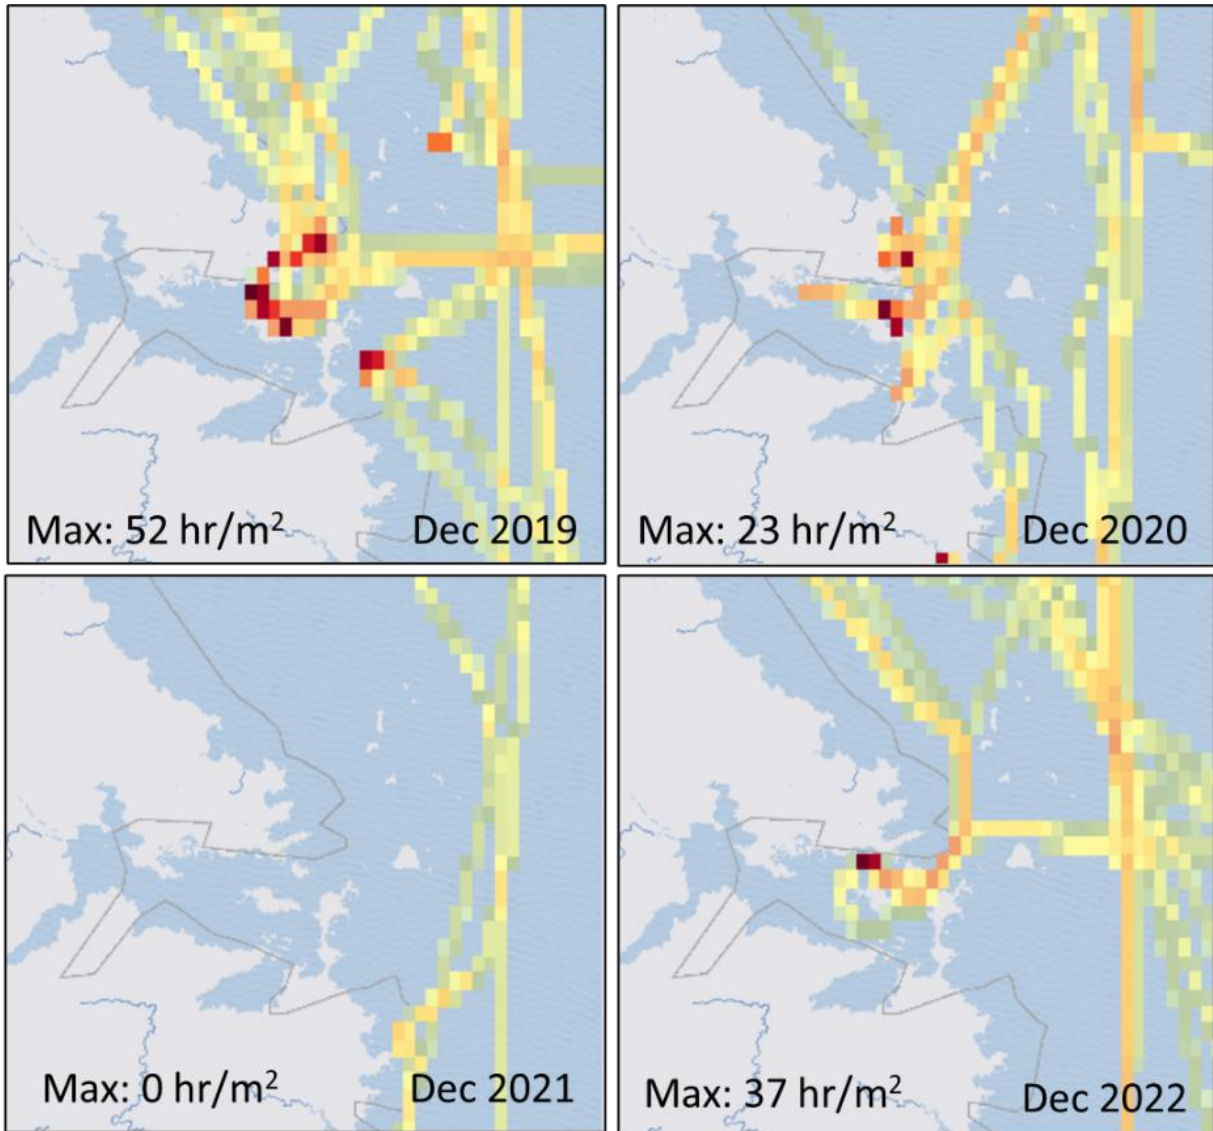 Max: 52 hr/m² Dec 2019
Max: 23 hr/m² Dec 2020
Max: 0 hr/m² Dec 2021
Max: 37 hr/m² Dec 2022